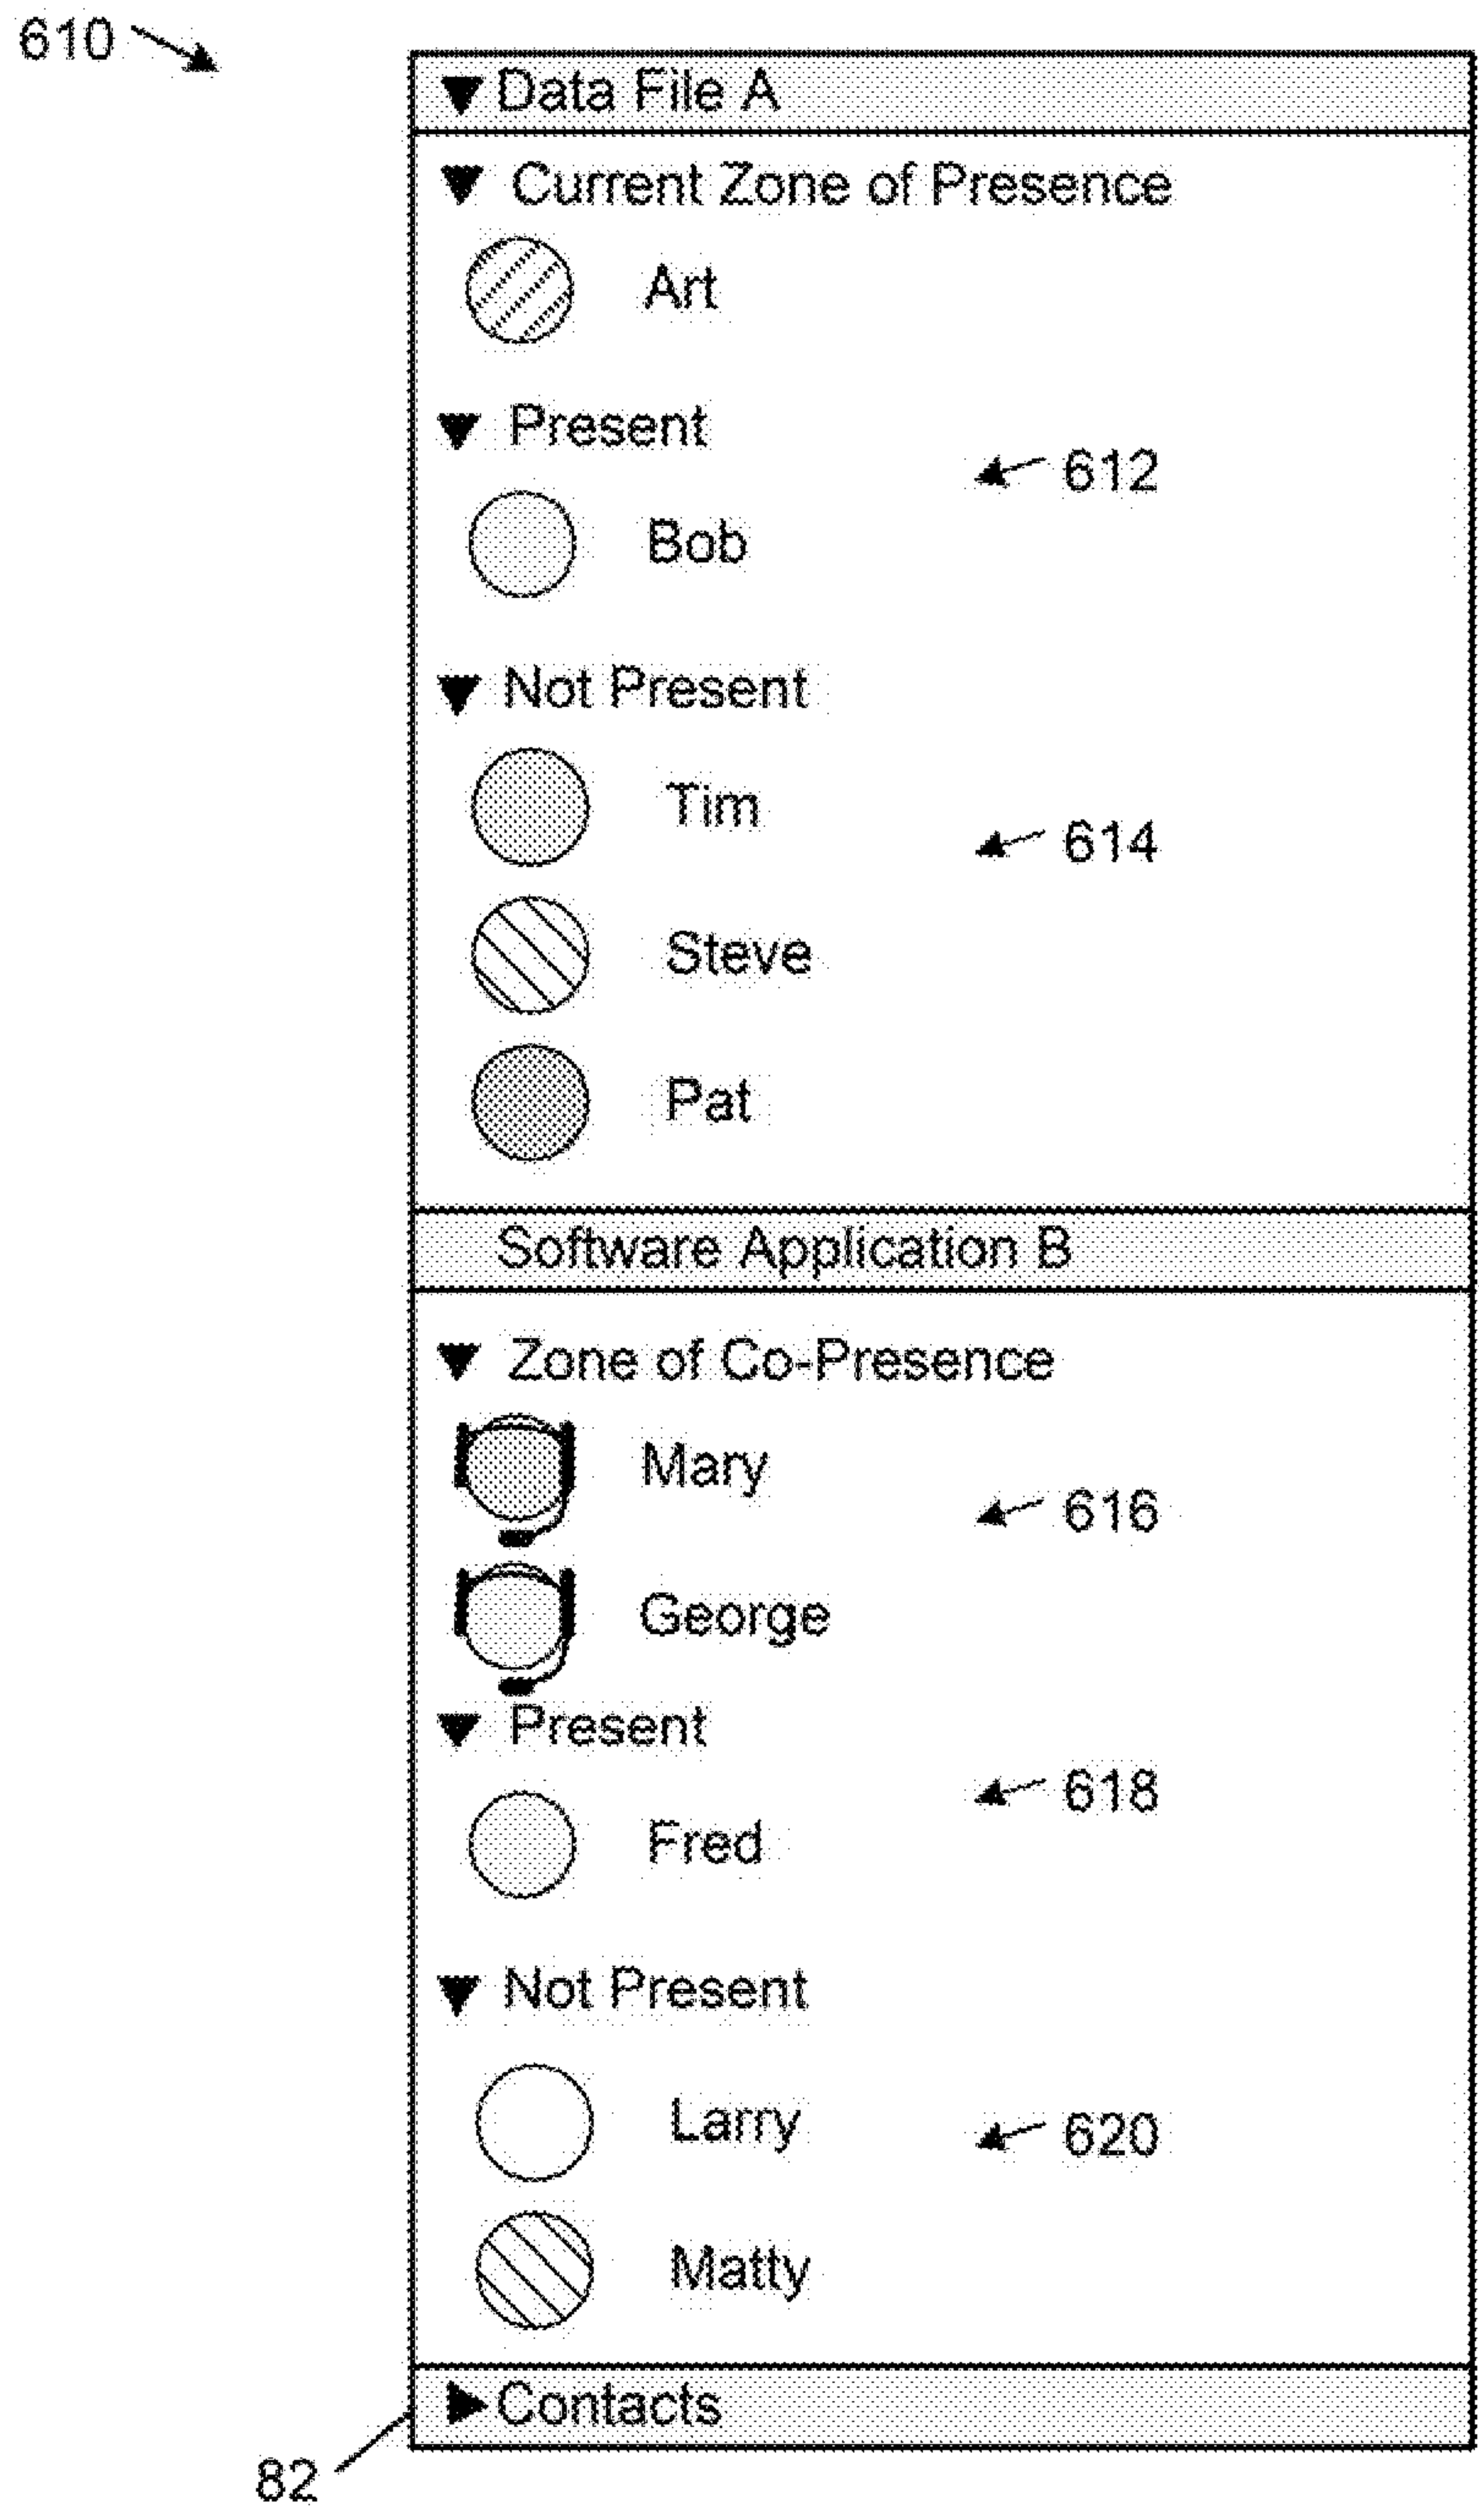 610
Data File A
Current Zone of Presence
Art
Present
612
Bob
Not Present
Tim
614
Steve
Pat
Software Application B
Zone of Co-Presence
Mary
616
George
Present
618
Fred
Not Present
Larry
620
Matty
Contacts
82